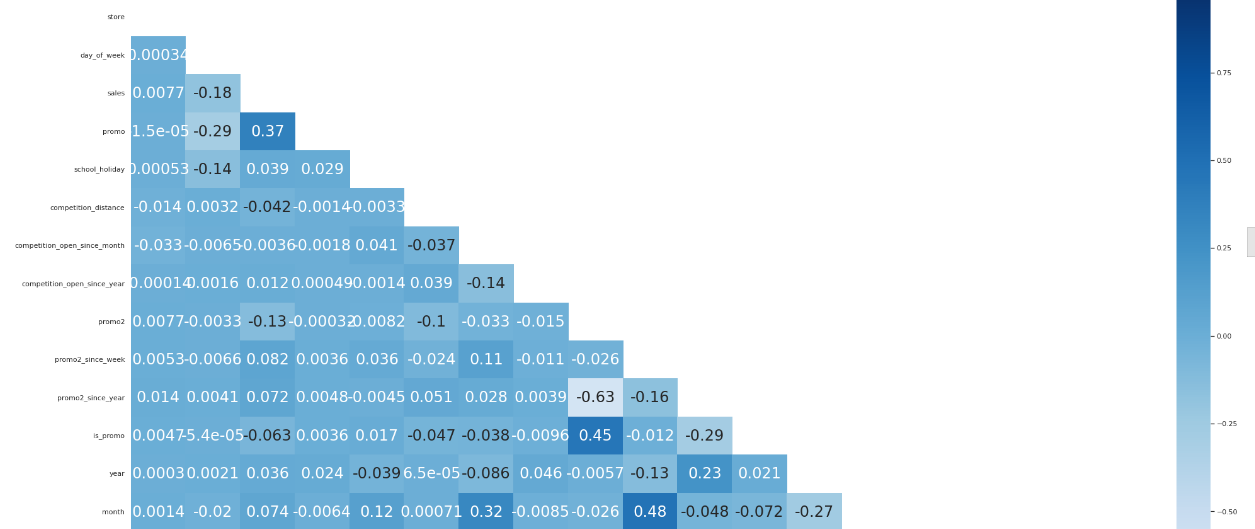 store
day_of_week 0.00034
sales 0.0077 -0.18
promo 1.5e-05 -0.29 0.37
school_holiday 0.00053 -0.14 0.039 0.029
competition_distance -0.014 0.0032 -0.042 -0.0014 -0.0033
competition_open_since_month -0.033 -0.0065 -0.0036 -0.0018 0.041 -0.037
competition_open_since_year 0.00014 0.0016 0.012 0.00049 0.0014 0.039 -0.14
promo2 0.0077 -0.0033 -0.13 -0.00032 0.0082 -0.1 -0.033 -0.015
promo2_since_week 0.0053 -0.0066 0.082 0.0036 0.036 -0.024 0.11 -0.011 -0.026
promo2_since_year 0.014 0.0041 0.072 0.0048 -0.0045 0.051 0.028 0.0039 -0.63 -0.16
is_promo 0.0047 -5.4e-05 -0.063 0.0036 0.017 -0.047 -0.038 -0.0096 0.45 -0.012 -0.29
year 0.0003 0.0021 0.036 0.024 -0.039 6.5e-05 -0.086 0.046 -0.0057 -0.13 0.23 0.021
month 0.0014 -0.02 0.074 -0.0064 0.12 0.00071 0.32 -0.0085 -0.026 0.48 -0.048 -0.072 -0.27
0.75
0.50
0.25
0.00
−0.25
−0.50